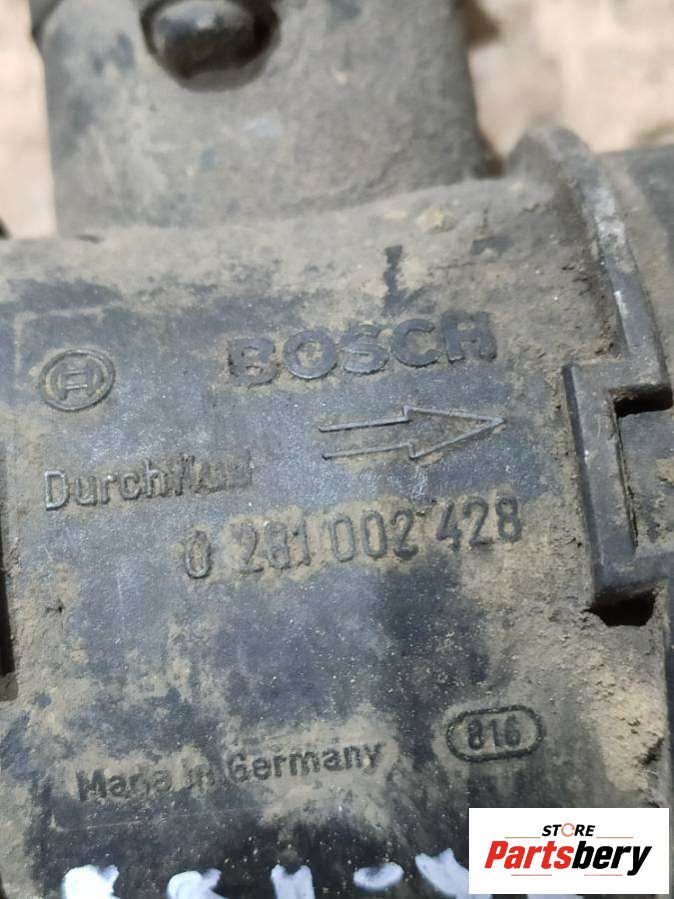 BOSCH
Durchfluß
0 281 002 428
Made in Germany
816
STORE
Partsbery